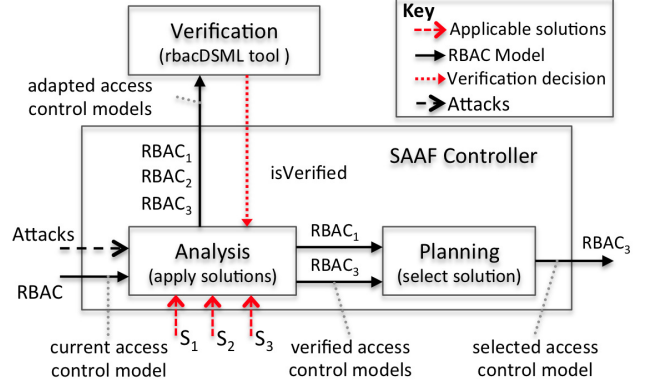 Verification
(rbacDSML tool )
Key
Applicable solutions
RBAC Model
Verification decision
Attacks
adapted access
control models
SAAF Controller
RBAC₁
RBAC₂
RBAC₃
isVerified
Attacks
RBAC
Analysis
(apply solutions)
RBAC₁
RBAC₃
Planning
(select solution)
RBAC₃
S₁ S₂ S₃
current access
control model
verified access
control models
selected access
control model